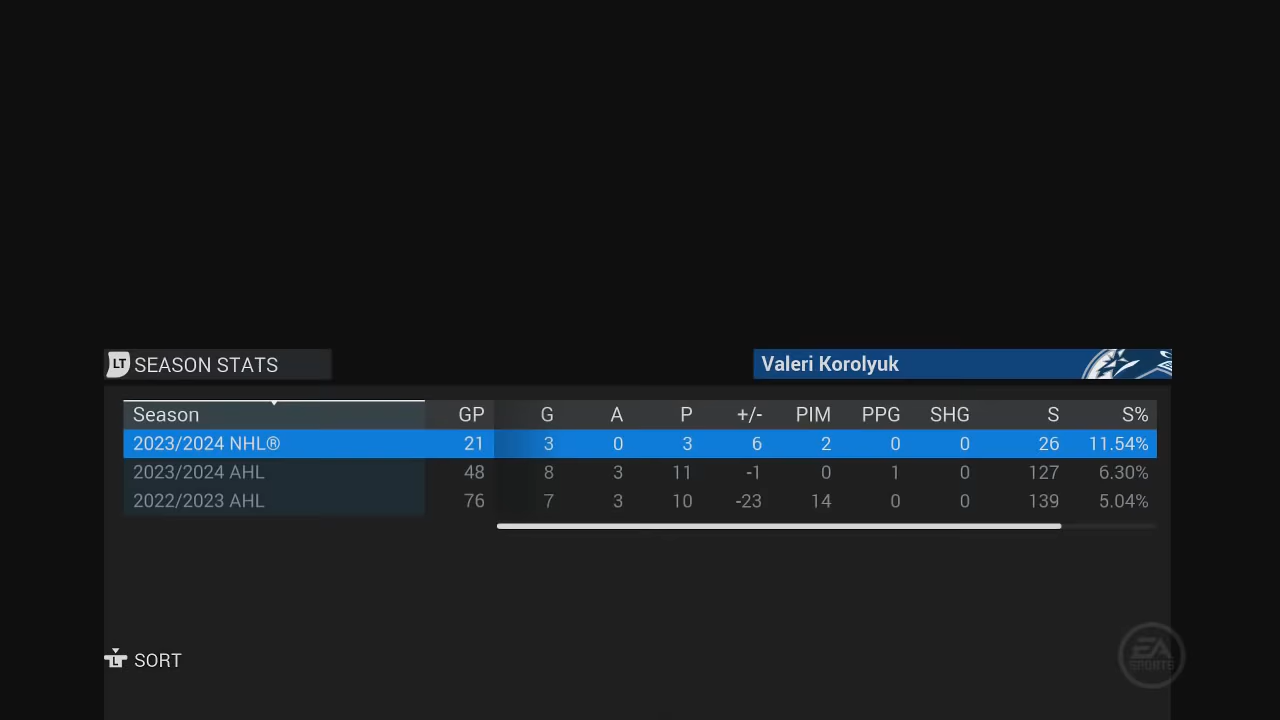 LT SEASON STATS
Valeri Korolyuk
Season GP G A P +/- PIM PPG SHG S S%
2023/2024 NHL® 21 3 0 3 6 2 0 0 26 11.54%
2023/2024 AHL 48 8 3 11 -1 0 1 0 127 6.30%
2022/2023 AHL 76 7 3 10 -23 14 0 0 139 5.04%
L SORT
EA
SPORTS